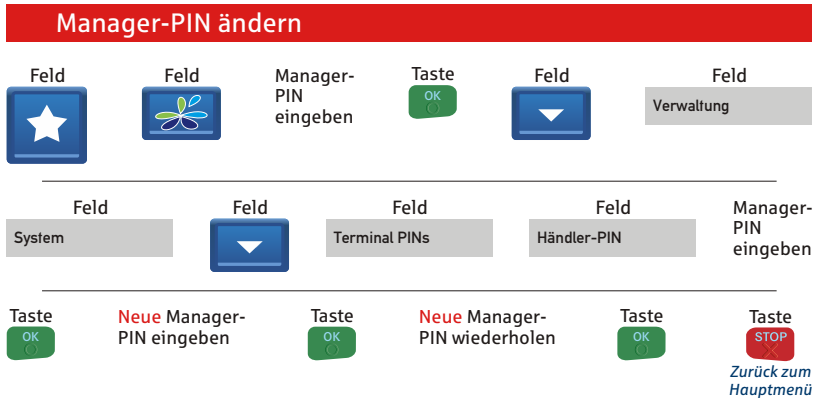 Manager-PIN ändern
Feld
Feld
Manager-
PIN
eingeben
Taste
OK
Feld
Feld
Verwaltung
Feld
System
Feld
Feld
Terminal PINs
Feld
Händler-PIN
Manager-
PIN
eingeben
Taste
OK
Neue Manager-
PIN eingeben
Taste
OK
Neue Manager-
PIN wiederholen
Taste
OK
Taste
STOP
Zurück zum
Hauptmenü